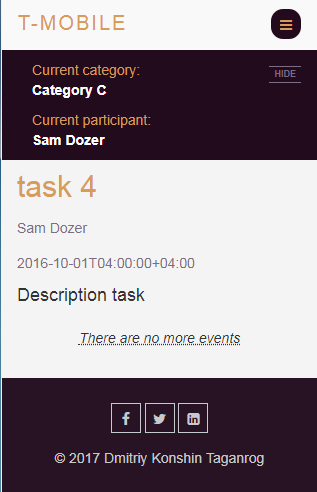 T-MOBILE
Current category:
HIDE
Category C
Current participant:
Sam Dozer
task 4
Sam Dozer
2016-10-01T04:00:00+04:00
Description task
There are no more events
© 2017 Dmitriy Konshin Taganrog